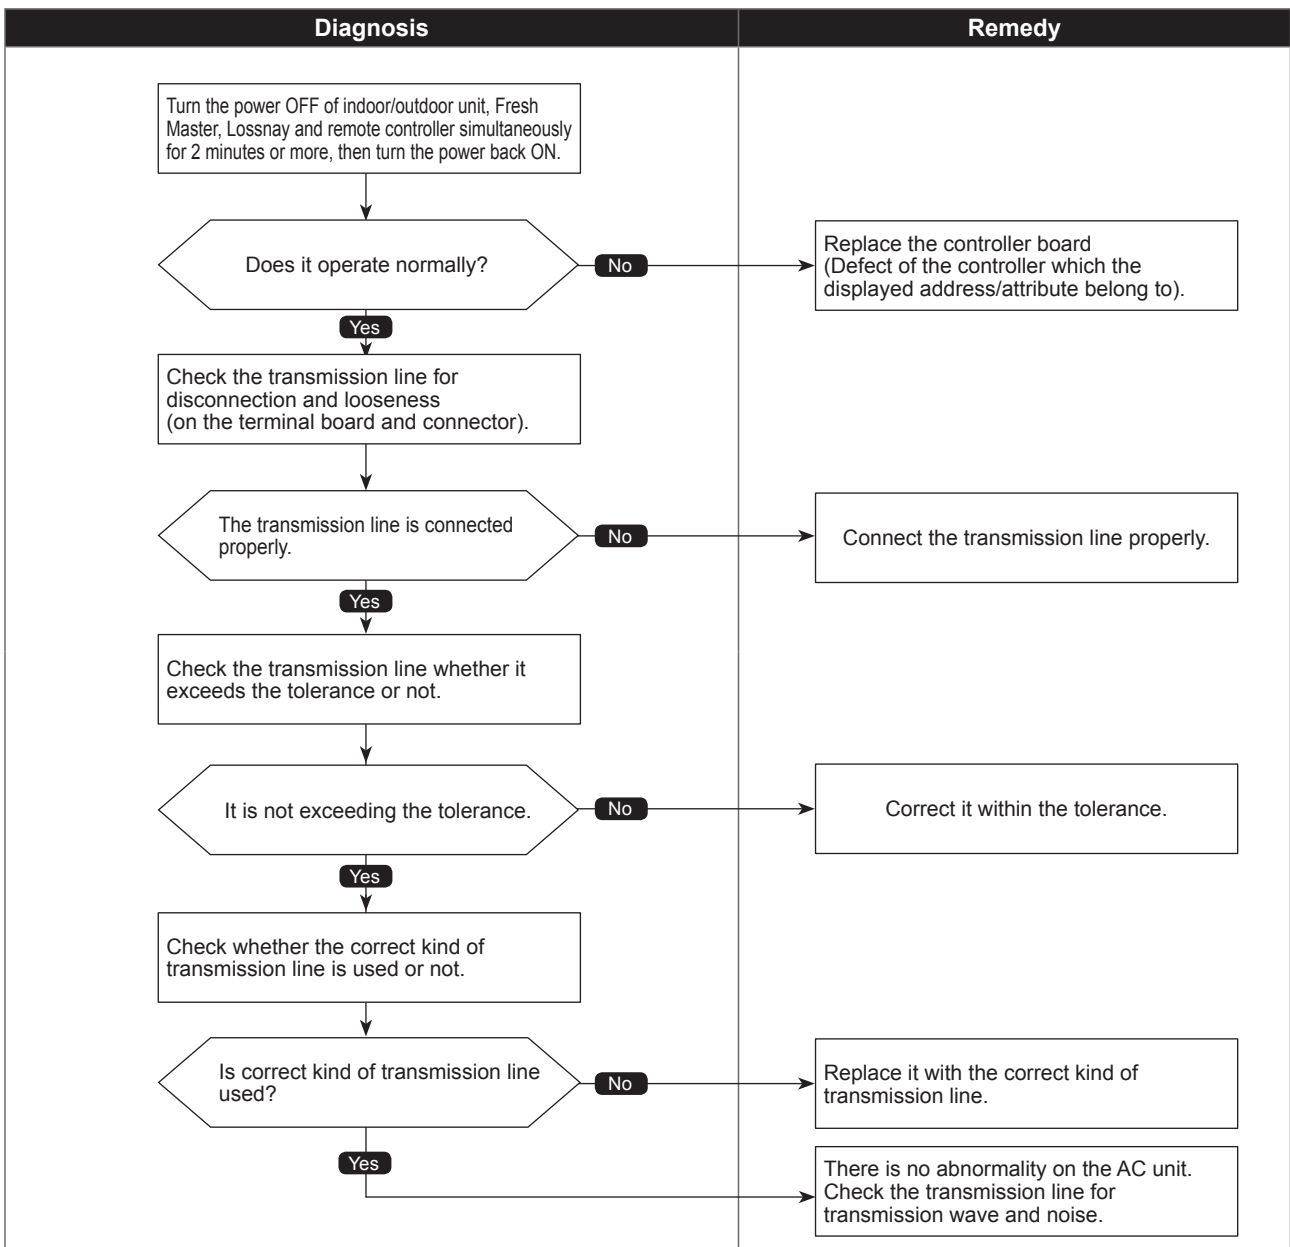 Diagnosis
Remedy
Turn the power OFF of indoor/outdoor unit, Fresh
Master, Lossnay and remote controller simultaneously
for 2 minutes or more, then turn the power back ON.
Does it operate normally?
No
Replace the controller board
(Defect of the controller which the
displayed address/attribute belong to).
Yes
Check the transmission line for
disconnection and looseness
(on the terminal board and connector).
The transmission line is connected
properly.
No
Connect the transmission line properly.
Yes
Check the transmission line whether it
exceeds the tolerance or not.
It is not exceeding the tolerance.
No
Correct it within the tolerance.
Yes
Check whether the correct kind of
transmission line is used or not.
Is correct kind of transmission line
used?
No
Replace it with the correct kind of
transmission line.
Yes
There is no abnormality on the AC unit.
Check the transmission line for
transmission wave and noise.